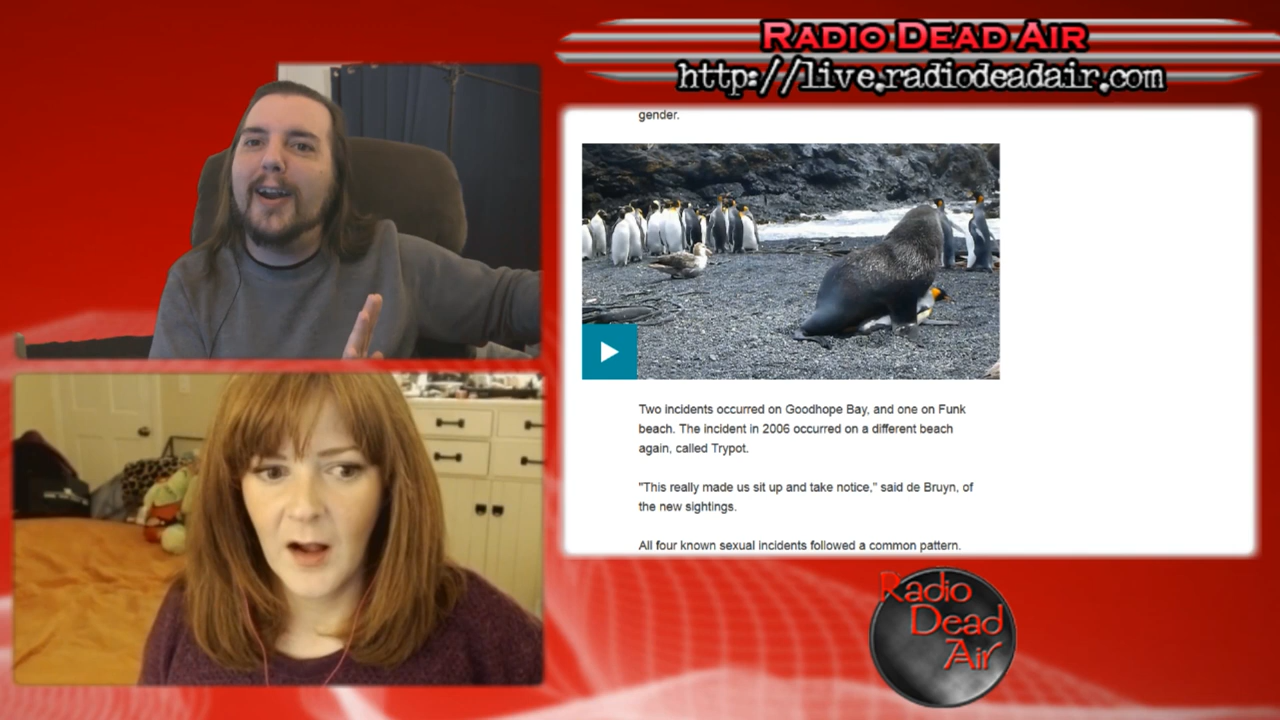 Radio Dead Air
http://live.radiodeadair.com
gender.
Two incidents occurred on Goodhope Bay, and one on Funk
beach. The incident in 2006 occurred on a different beach
again, called Trypot.
"This really made us sit up and take notice," said de Bruyn, of
the new sightings.
All four known sexual incidents followed a common pattern.
Radio
Dead
Air